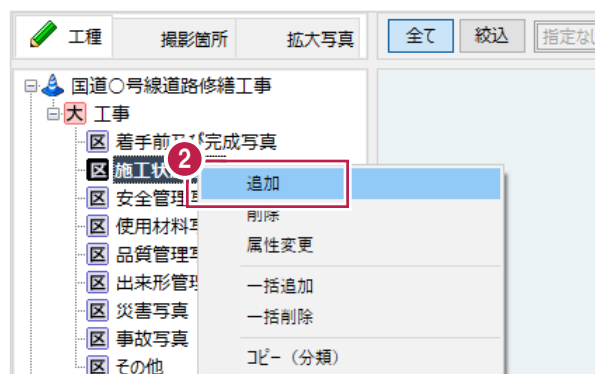 工種 撮影箇所 拡大写真 全て 絞込 指定な
国道○号線道路修繕工事
大 工事
区 着手前及び完成写真
区 施工状
2
区 安全管理
区 使用材料
区 品質管理
区 出来形管理
区 災害写真
区 事故写真
区 その他
追加
削除
属性変更
一括追加
一括削除
コピー（分類）